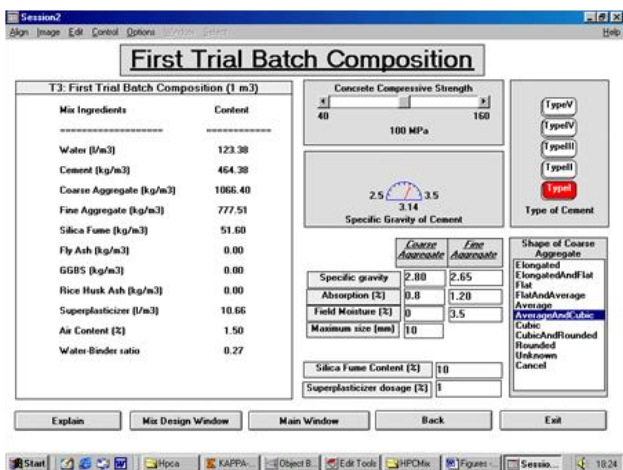 Session2
Align Image Edit Control Options Window Select Help
First Trial Batch Composition
T3: First Trial Batch Composition (1 m3)
Mix Ingredients Content
==================== =============
Water (l/m3) 123.38
Cement (kg/m3) 464.38
Coarse Aggregate (kg/m3) 1066.40
Fine Aggregate (kg/m3) 777.51
Silica Fume (kg/m3) 51.60
Fly Ash (kg/m3) 0.00
GGBS (kg/m3) 0.00
Rice Husk Ash (kg/m3) 0.00
Superplasticizer (l/m3) 10.66
Air Content (%) 1.50
Water-Binder ratio 0.27
Concrete Compressive Strength
40 160
100 MPa
2.5 3.5
3.14
Specific Gravity of Cement
TypeV
TypeIV
TypeIII
TypeII
TypeI
Type of Cement
Coarse Aggregate Fine Aggregate
Specific gravity 2.80 2.65
Absorption (%) 0.8 1.20
Field Moisture (%) 0 3.5
Maximum size (mm) 10
Silica Fume Content (%) 10
Superplasticizer dosage (%) 1
Shape of Coarse
Aggregate
Elongated
ElongatedAndFlat
Flat
FlatAndAverage
Average
AverageAndCubic
Cubic
CubicAndRounded
Rounded
Unknown
Cancel
Explain Mix Design Window Main Window Back Exit
Start Hpca KAPPA-... Object B... Edit Tools HPCMix Figures -... Sessio... 18:24